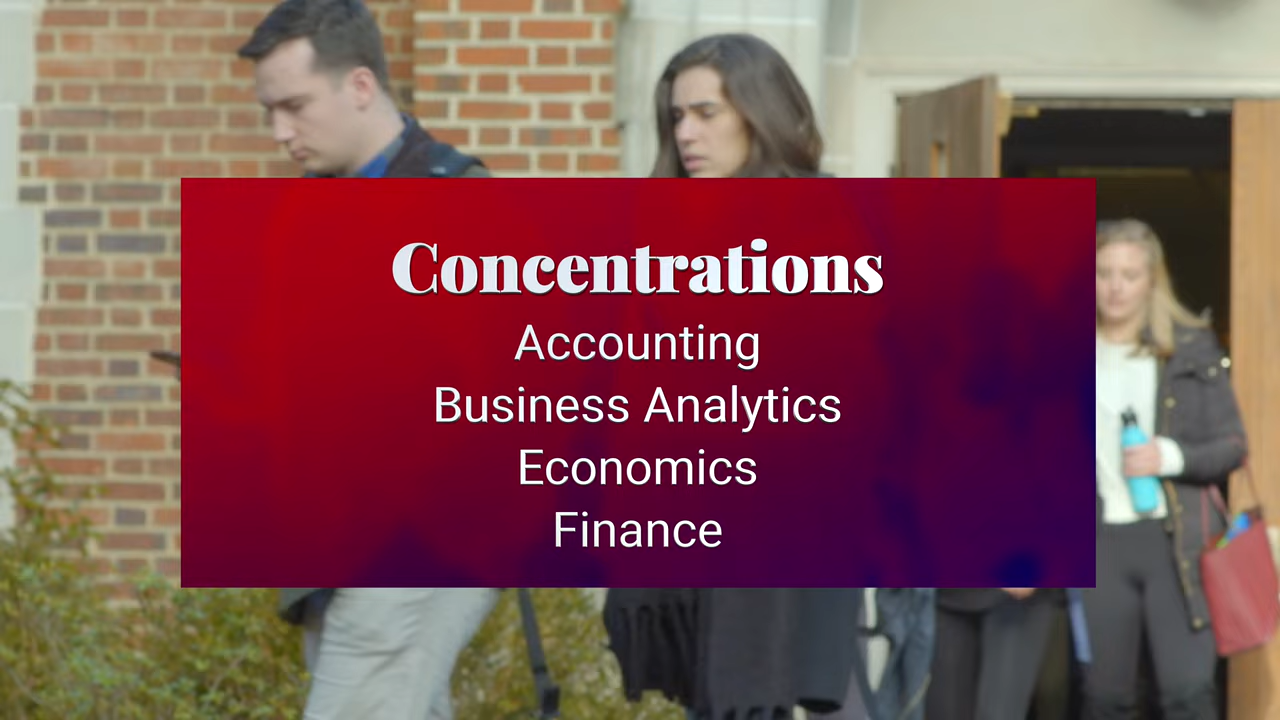 Concentrations
Accounting
Business Analytics
Economics
Finance